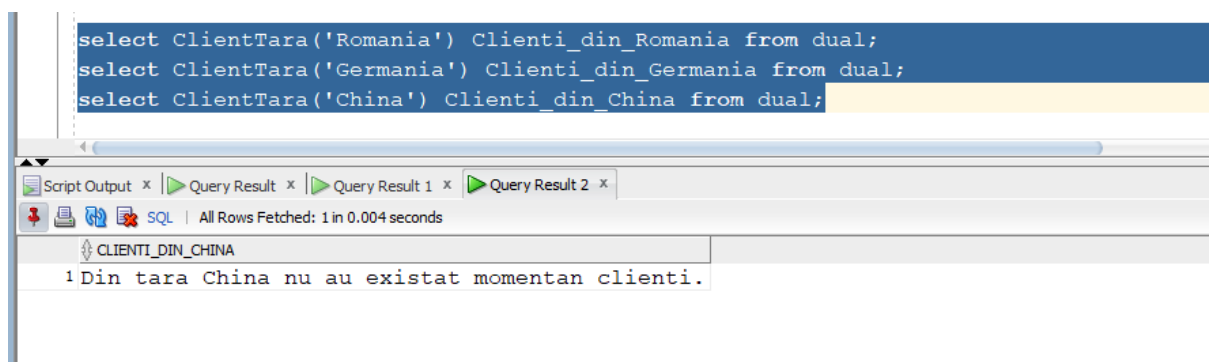 select ClientTara('Romania') Clienti_din_Romania from dual;
select ClientTara('Germania') Clienti_din_Germania from dual;
select ClientTara('China') Clienti_din_China from dual;
Script Output x Query Result x Query Result 1 x Query Result 2 x
SQL | All Rows Fetched: 1 in 0.004 seconds
CLIENTI_DIN_CHINA
1 Din tara China nu au existat momentan clienti.